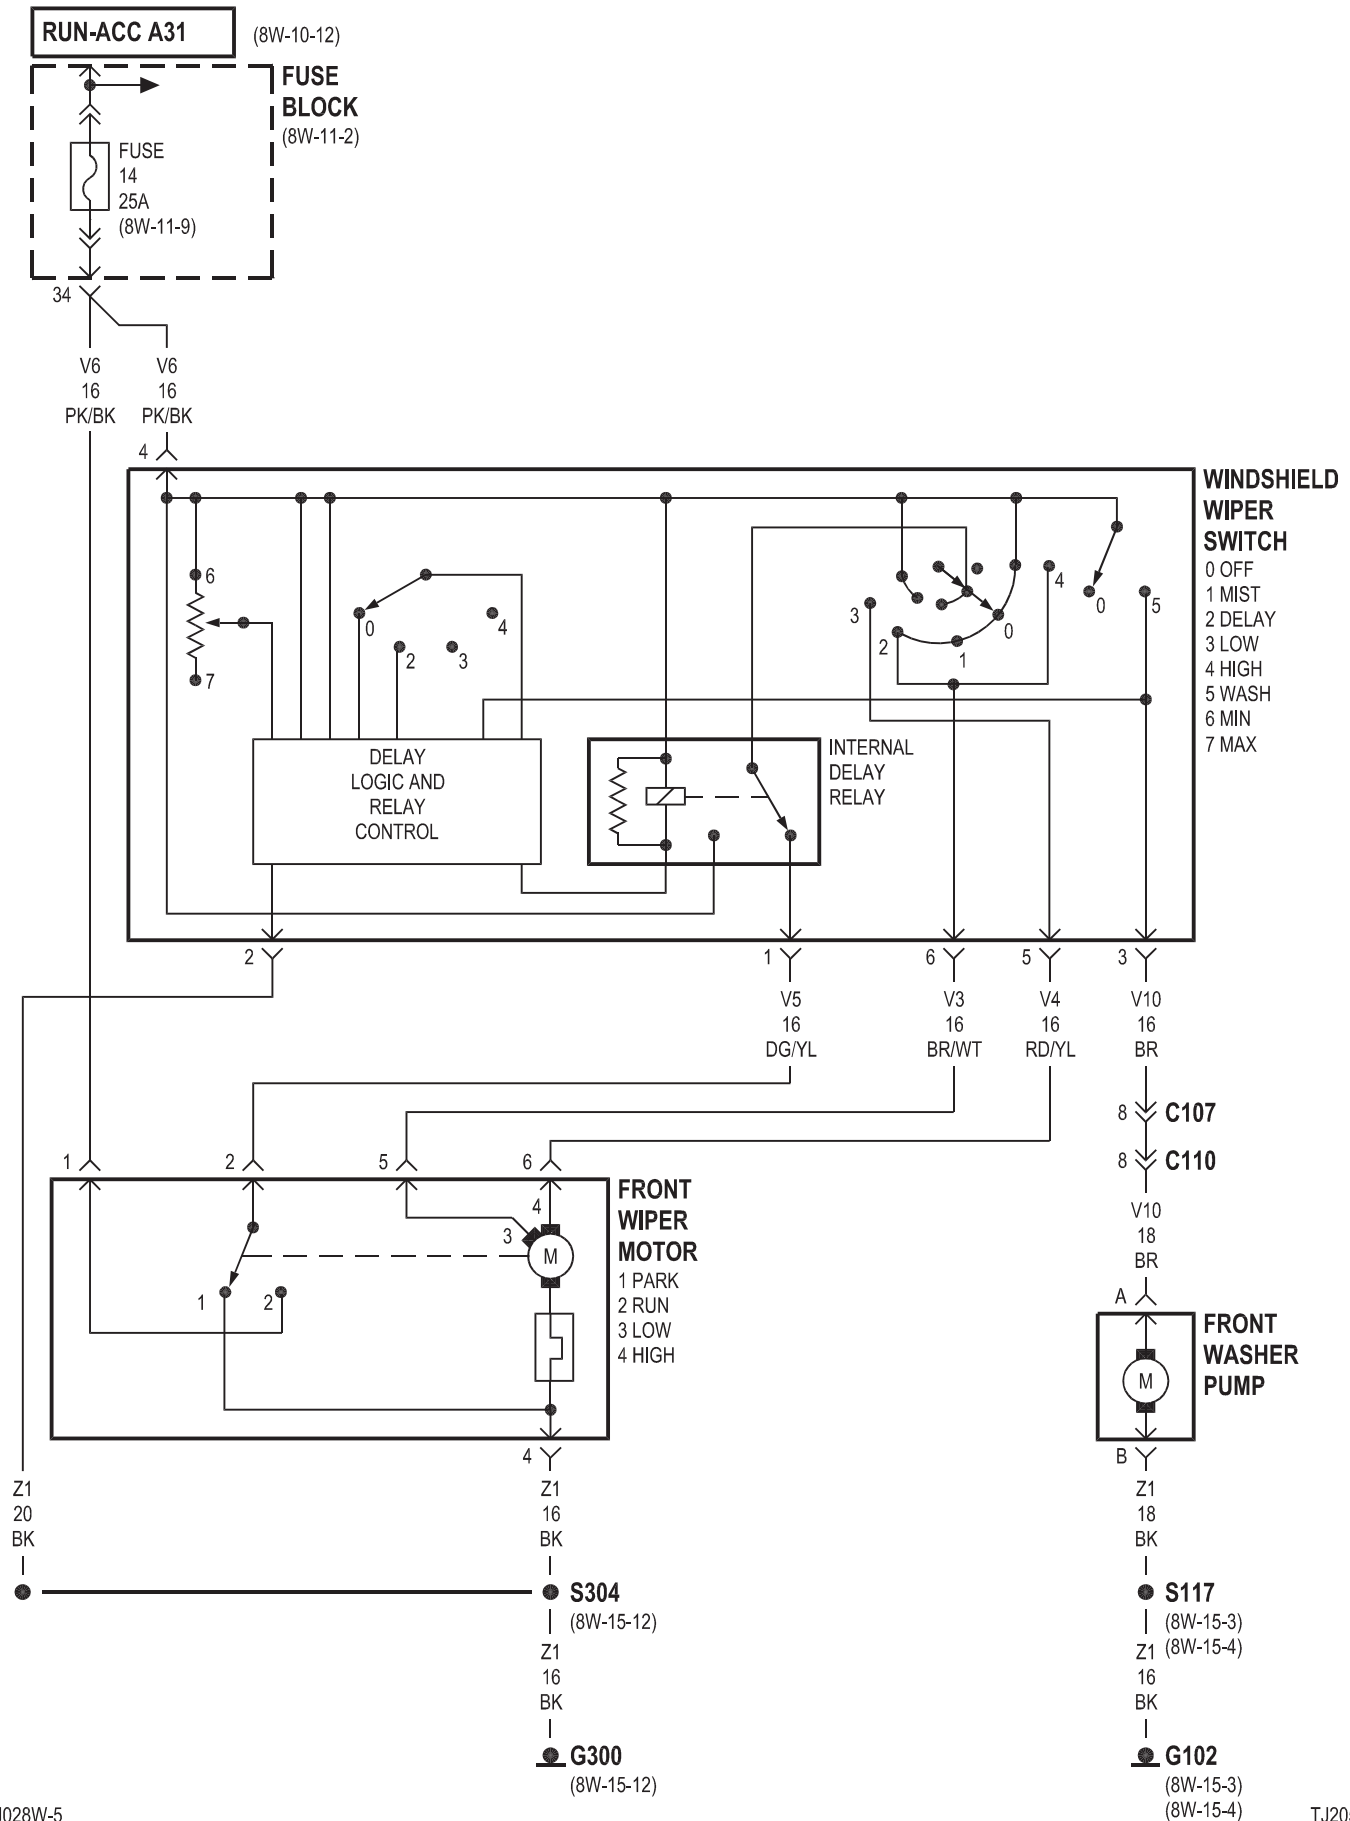 RUN-ACC A31
(8W-10-12)
FUSE
BLOCK
(8W-11-2)
FUSE
14
25A
(8W-11-9)
34
V6
16
PK/BK
V6
16
PK/BK
4
WINDSHIELD
WIPER
SWITCH
0 OFF
1 MIST
2 DELAY
3 LOW
4 HIGH
5 WASH
6 MIN
7 MAX
6
7
0
2
3
4
3
2
1
0
4
0
5
DELAY
LOGIC AND
RELAY
CONTROL
INTERNAL
DELAY
RELAY
2
1
6
5
3
V5
16
DG/YL
V3
16
BR/WT
V4
16
RD/YL
V10
16
BR
8
C107
8
C110
V10
18
BR
1
2
5
6
FRONT
WIPER
MOTOR
1 PARK
2 RUN
3 LOW
4 HIGH
4
3
M
1
2
A
FRONT
WASHER
PUMP
M
4
B
Z1
20
BK
Z1
16
BK
Z1
18
BK
S304
(8W-15-12)
S117
(8W-15-3)
(8W-15-4)
Z1
16
BK
Z1
16
BK
G300
(8W-15-12)
G102
(8W-15-3)
(8W-15-4)
028W-5
TJ20